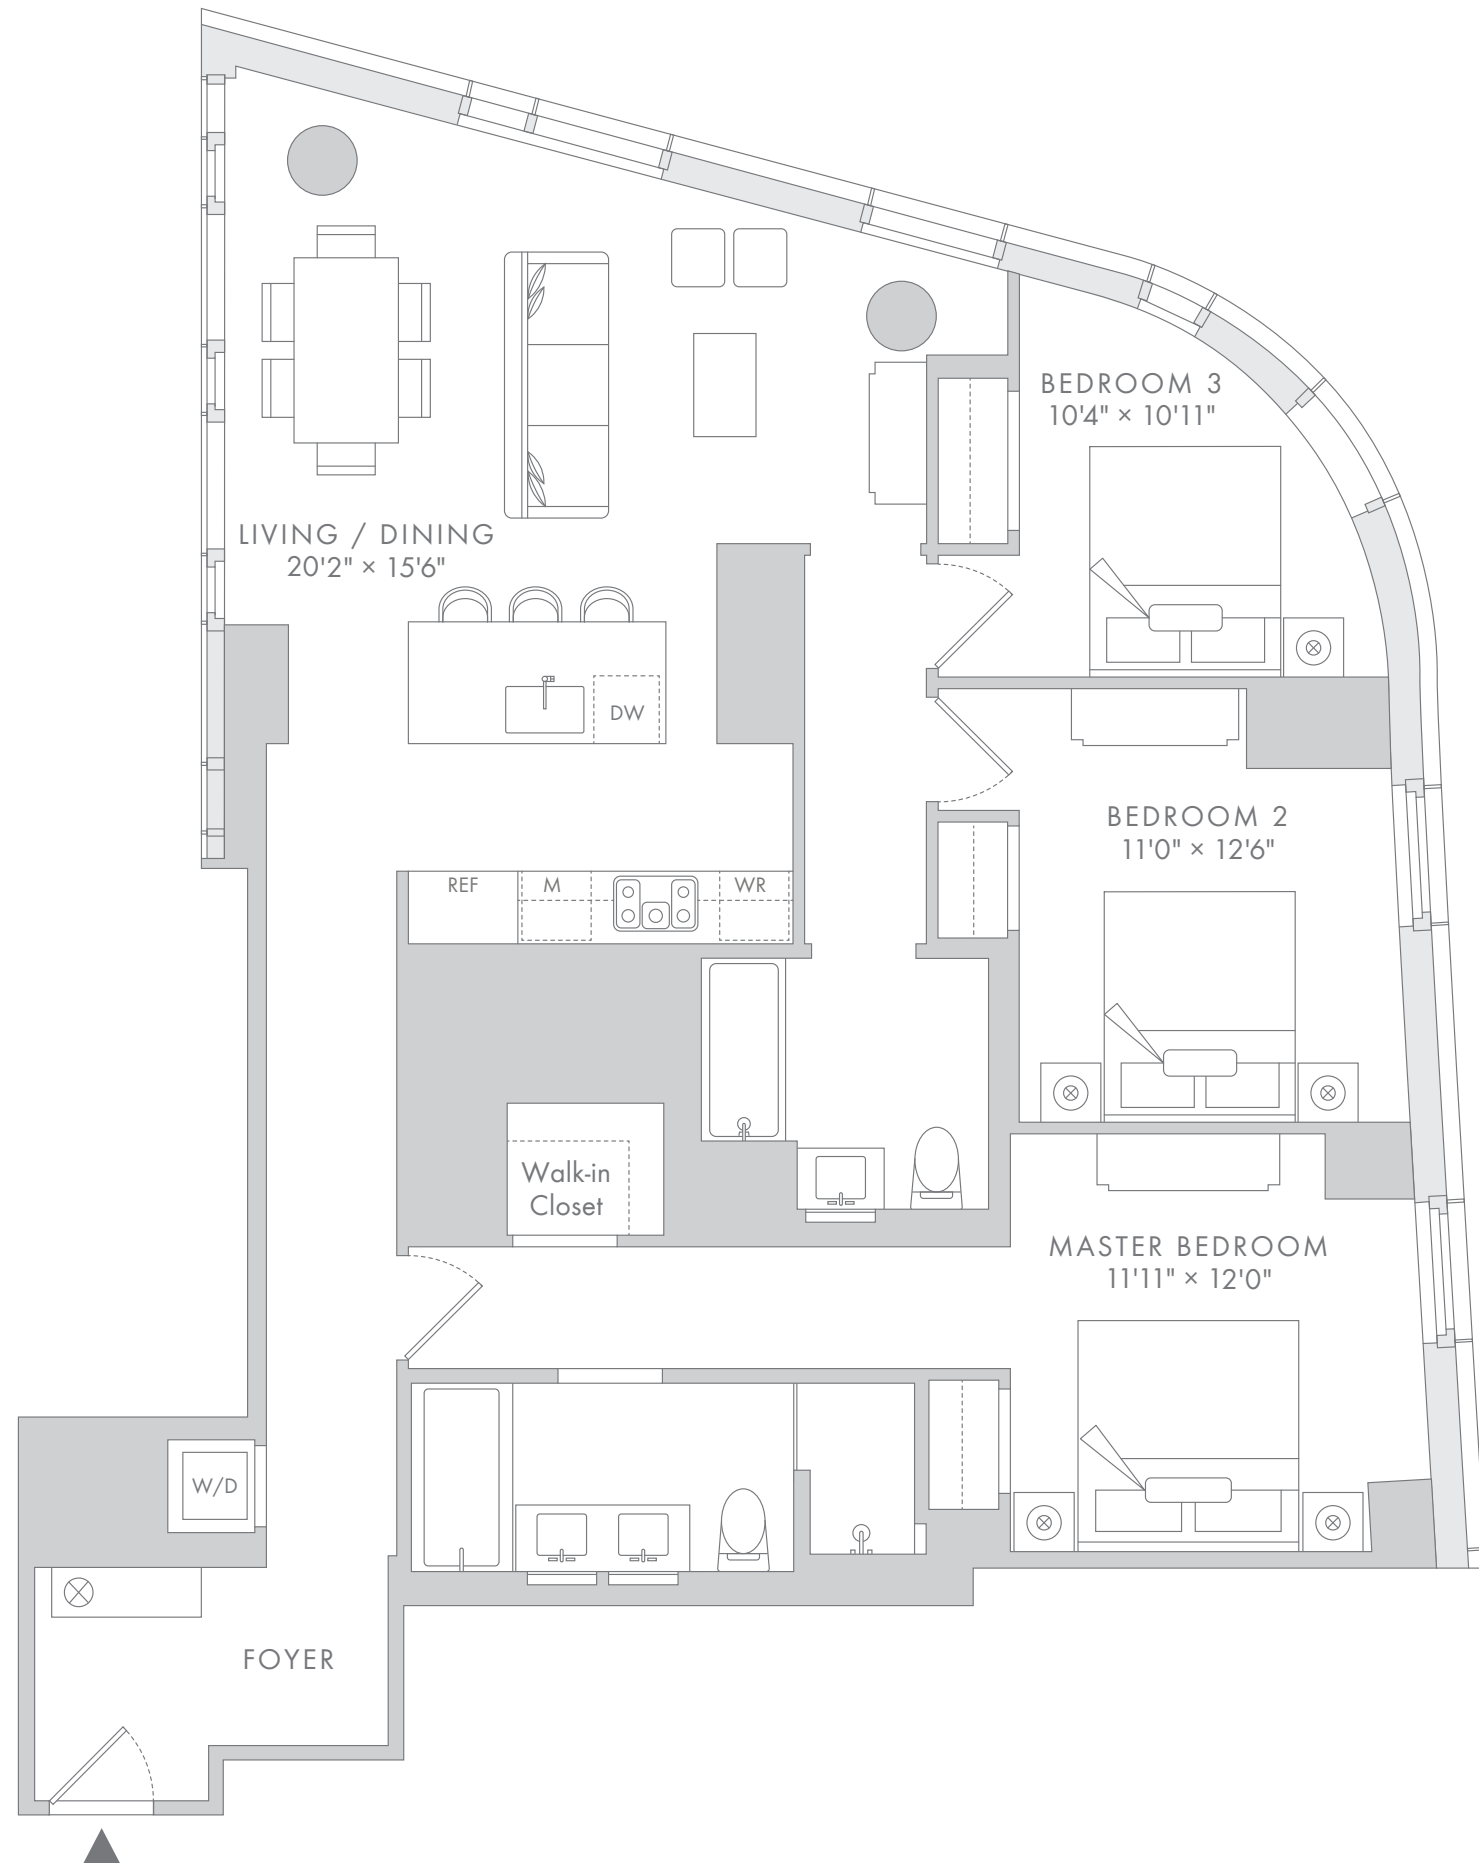 BEDROOM 3
10'4" × 10'11"
LIVING / DINING
20'2" × 15'6"
DW
BEDROOM 2
11'0" × 12'6"
REF
M
WR
Walk-in
Closet
MASTER BEDROOM
11'11" × 12'0"
W/D
FOYER